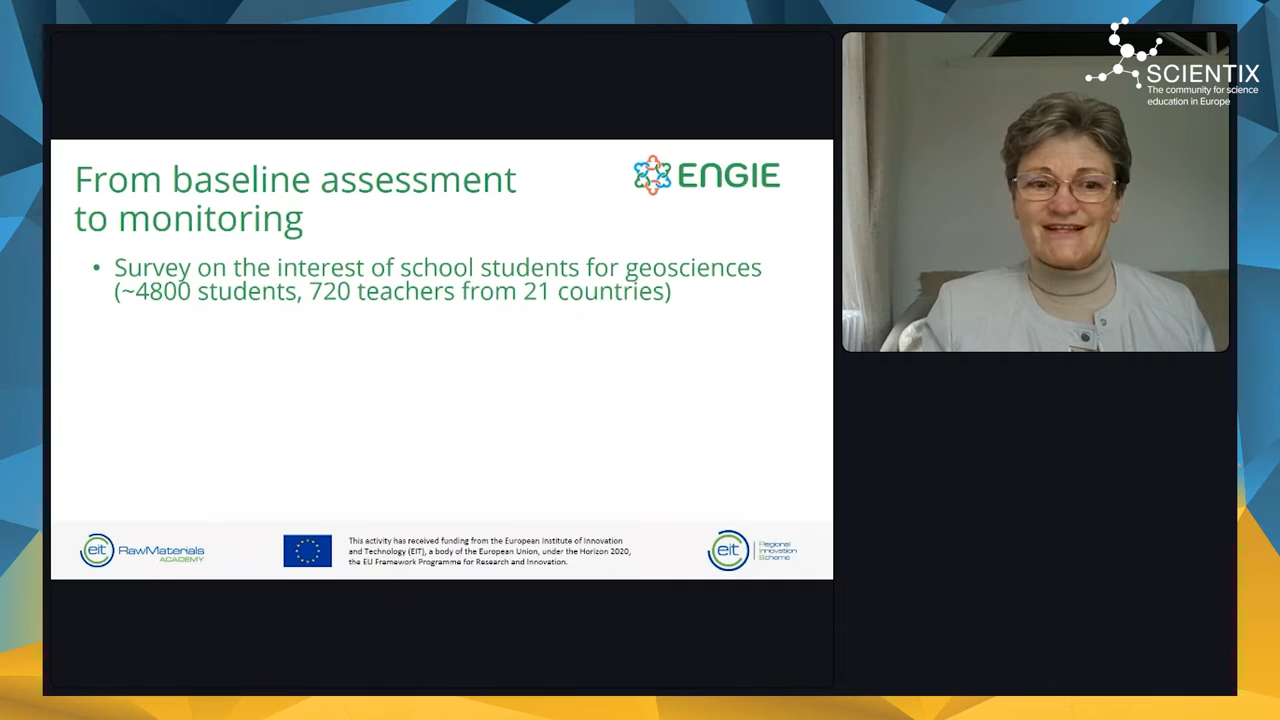 SCIENTIX
The community for science
education in Europe
From baseline assessment
to monitoring
ENGIE
• Survey on the interest of school students for geosciences
(~4800 students, 720 teachers from 21 countries)
eit RawMaterials
ACADEMY
This activity has received funding from the European Institute of Innovation
and Technology (EIT), a body of the European Union, under the Horizon 2020,
the EU Framework Programme for Research and Innovation.
eit Regional
Innovation
Scheme